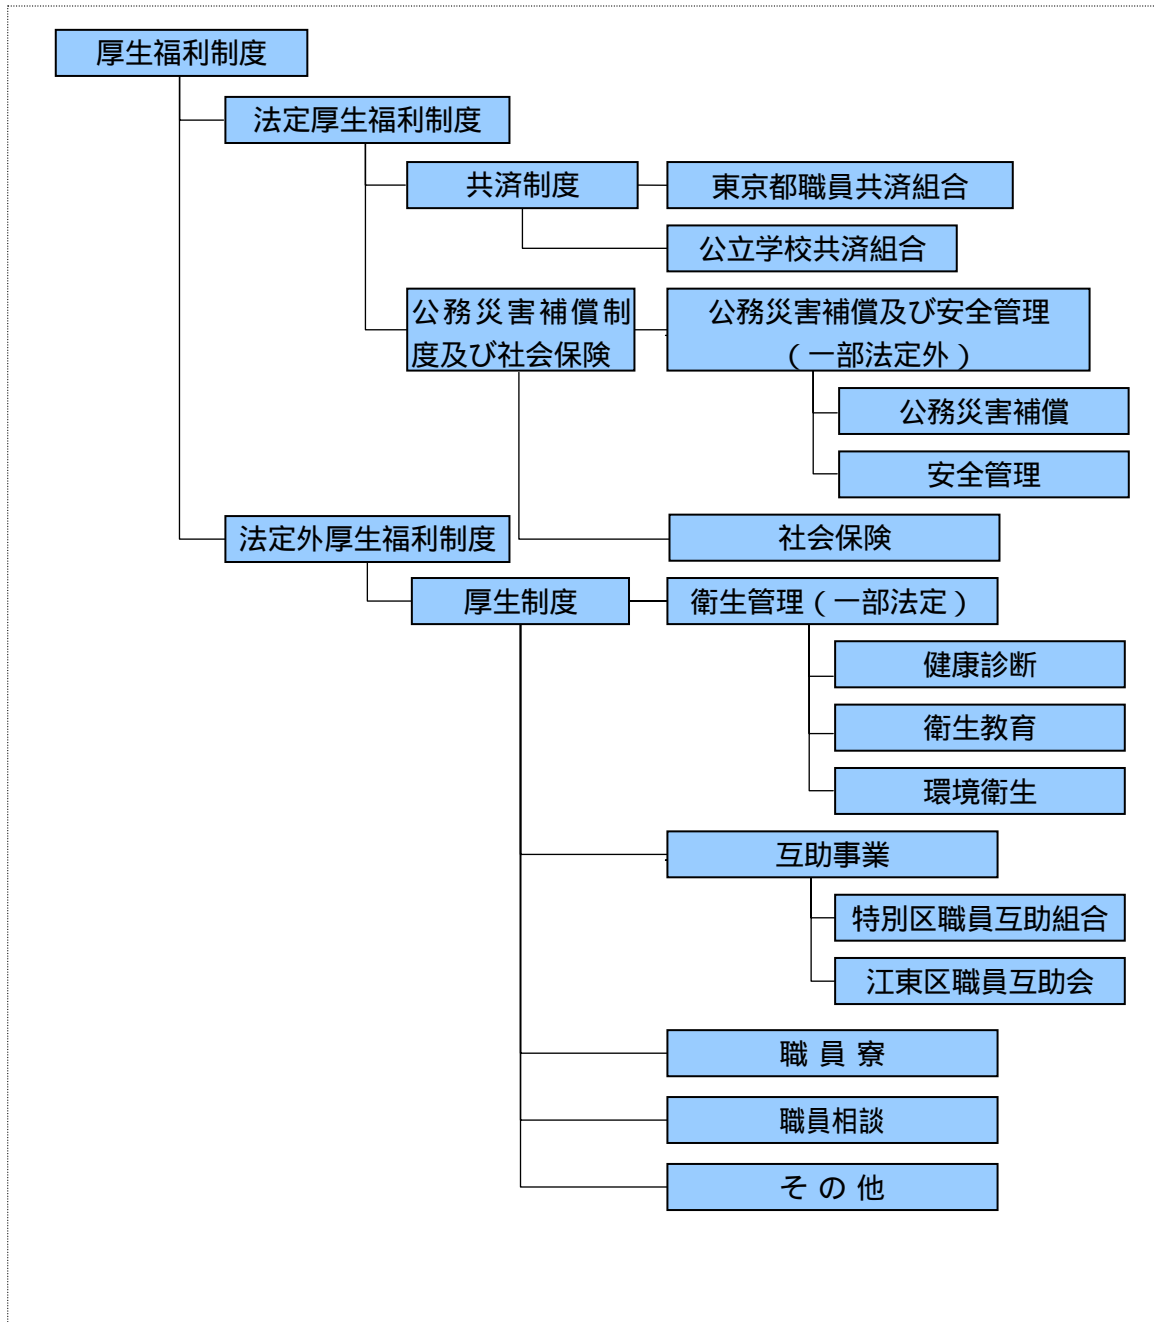 厚生福利制度
法定厚生福利制度
共済制度
東京都職員共済組合
公立学校共済組合
公務災害補償制
度及び社会保険
公務災害補償及び安全管理
（一部法定外）
公務災害補償
安全管理
社会保険
法定外厚生福利制度
厚生制度
衛生管理（一部法定）
健康診断
衛生教育
環境衛生
互助事業
特別区職員互助組合
江東区職員互助会
職 員 寮
職員相談
そ の 他